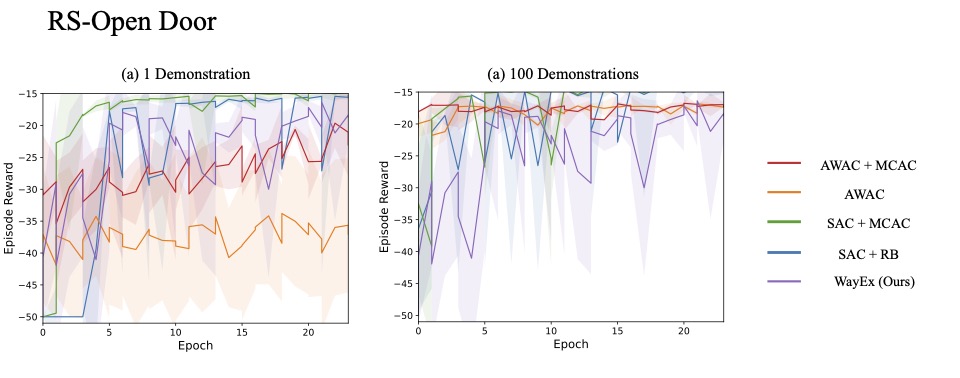 RS-Open Door
(a) 1 Demonstration
−15
−20
−25
−30
−35
−40
−45
−50
Episode Reward
0 5 10 15 20
Epoch
(a) 100 Demonstrations
−15
−20
−25
−30
−35
−40
−45
−50
Episode Reward
0 5 10 15 20
Epoch
AWAC + MCAC
AWAC
SAC + MCAC
SAC + RB
WayEx (Ours)